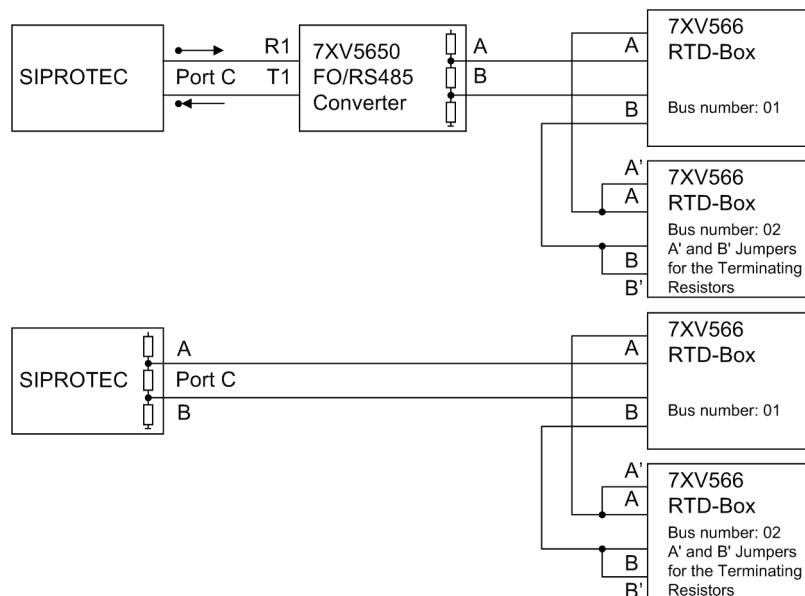 SIPROTEC
Port C
R1
T1
7XV5650
FO/RS485
Converter
A
B
A
B
7XV566
RTD-Box
Bus number: 01
A'
A
B
B'
7XV566
RTD-Box
Bus number: 02
A' and B' Jumpers
for the Terminating
Resistors
SIPROTEC
A
Port C
B
A
B
7XV566
RTD-Box
Bus number: 01
A'
A
B
B'
7XV566
RTD-Box
Bus number: 02
A' and B' Jumpers
for the Terminating
Resistors